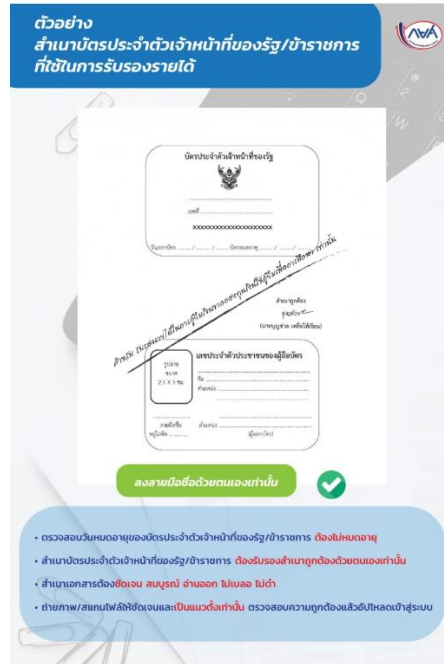 ตัวอย่าง
สำเนาบัตรประจำตัวเจ้าหน้าที่ของรัฐ/ข้าราชการ
ที่ใช้ในการรับรองรายได้
กยศ
บัตรประจำตัวเจ้าหน้าที่ของรัฐ
เลขที่
xxxxxxxxxxxxxxxxxxxxx
วันออกบัตร ...... / ...... / ...... บัตรหมดอายุ ...... / ...... / ......
สำเนาถูกต้อง
(นายบุญช่วย เหลือให้เรียน)
เลขประจำตัวประชาชนของผู้ถือบัตร
รูปถ่าย
ขนาด
2.5 X 3 ซม.
ชื่อ
ตำแหน่ง
ลายมือชื่อ
ตำแหน่ง
หมู่โลหิต
(ผู้ออกบัตร)
ลงลายมือชื่อด้วยตนเองเท่านั้น
• ตรวจสอบวันหมดอายุของบัตรประจำตัวเจ้าหน้าที่ของรัฐ/ข้าราชการ ต้องไม่หมดอายุ
• สำเนาบัตรประจำตัวเจ้าหน้าที่ของรัฐ/ข้าราชการ ต้องรับรองสำเนาถูกต้องด้วยตนเองเท่านั้น
• สำเนาเอกสารต้องชัดเจน สมบูรณ์ อ่านออก ไม่เบลอ ไม่ดำ
• ถ่ายภาพ/สแกนไฟล์ให้ชัดเจนและเป็นแนวตั้งเท่านั้น ตรวจสอบความถูกต้องแล้วอัปโหลดเข้าสู่ระบบ